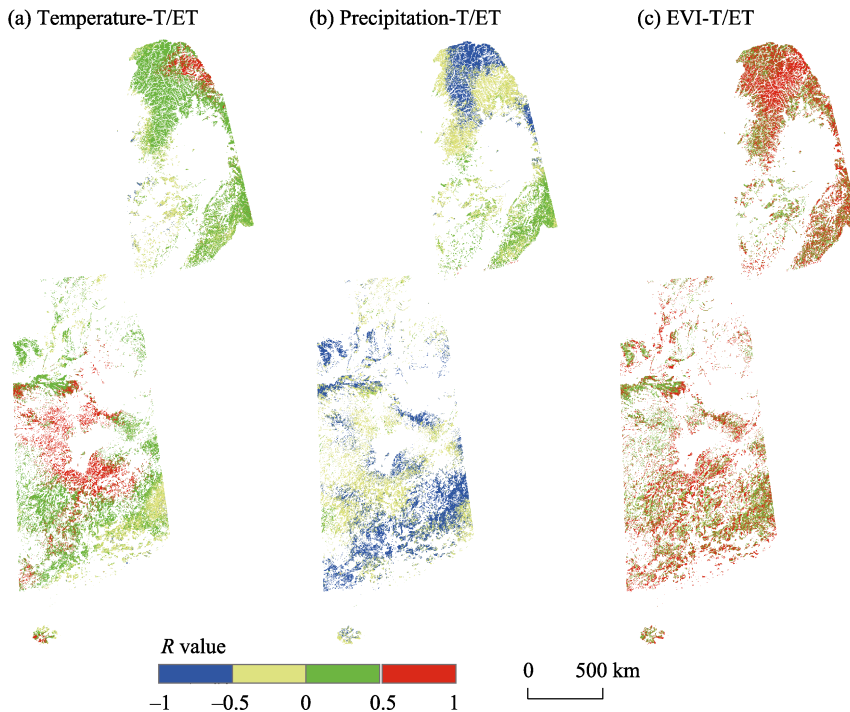 (a) Temperature-T/ET
(b) Precipitation-T/ET
(c) EVI-T/ET
R value
−1
−0.5
0
0.5
1
0
500 km